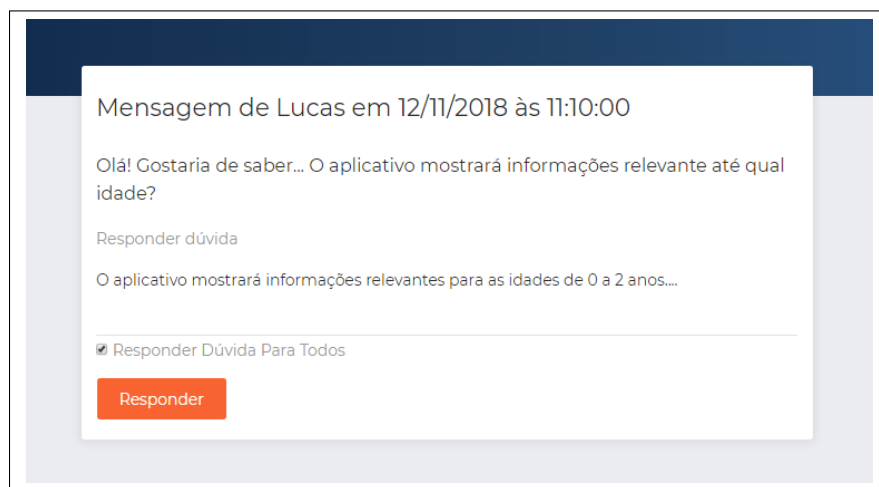 Mensagem de Lucas em 12/11/2018 às 11:10:00
Olá! Gostaria de saber... O aplicativo mostrará informações relevante até qual
idade?
Responder dúvida
O aplicativo mostrará informações relevantes para as idades de 0 a 2 anos....
Responder Dúvida Para Todos
Responder